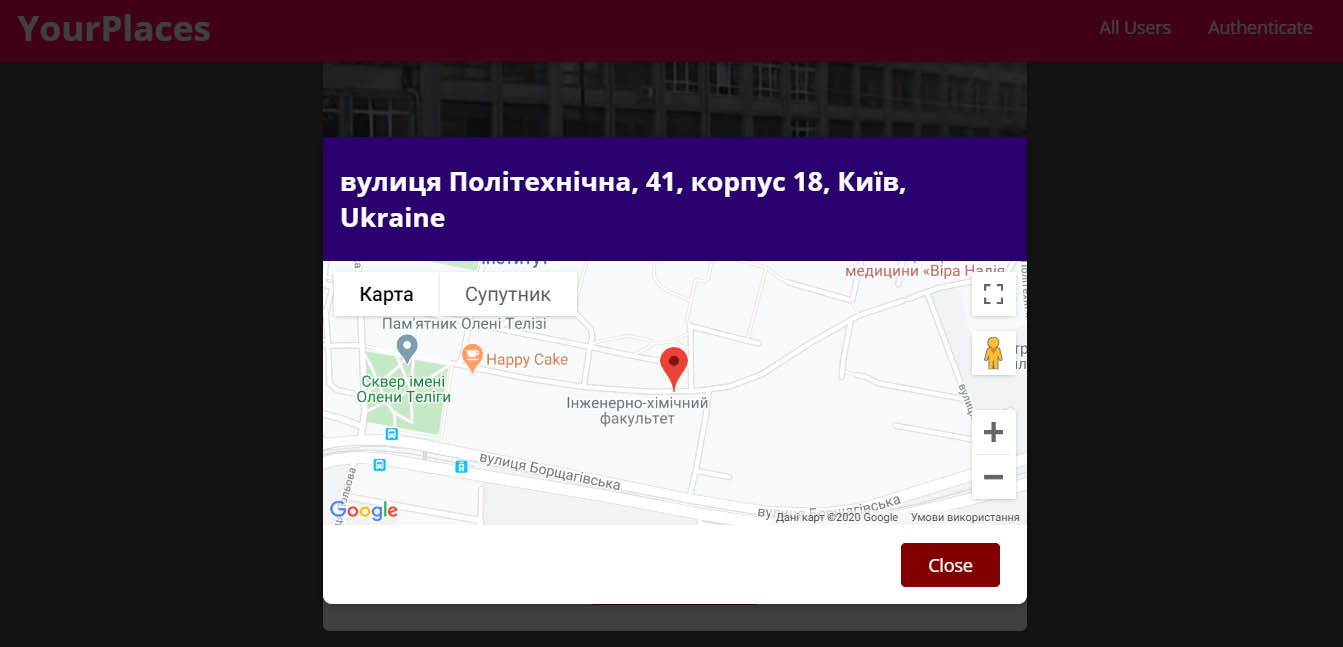 YourPlaces
All Users
Authenticate
вулиця Політехнічна, 41, корпус 18, Київ,
Ukraine
медицини «Віра Надія
Карта
Супутник
Пам'ятник Олені Телізі
Happy Cake
Сквер імені
Олени Теліги
Інженерно-хімічний
факультет
вулиця Борщагівська
вулиця Борщагівська
Google
Дані карт ©2020 Google
Умови використання
Close